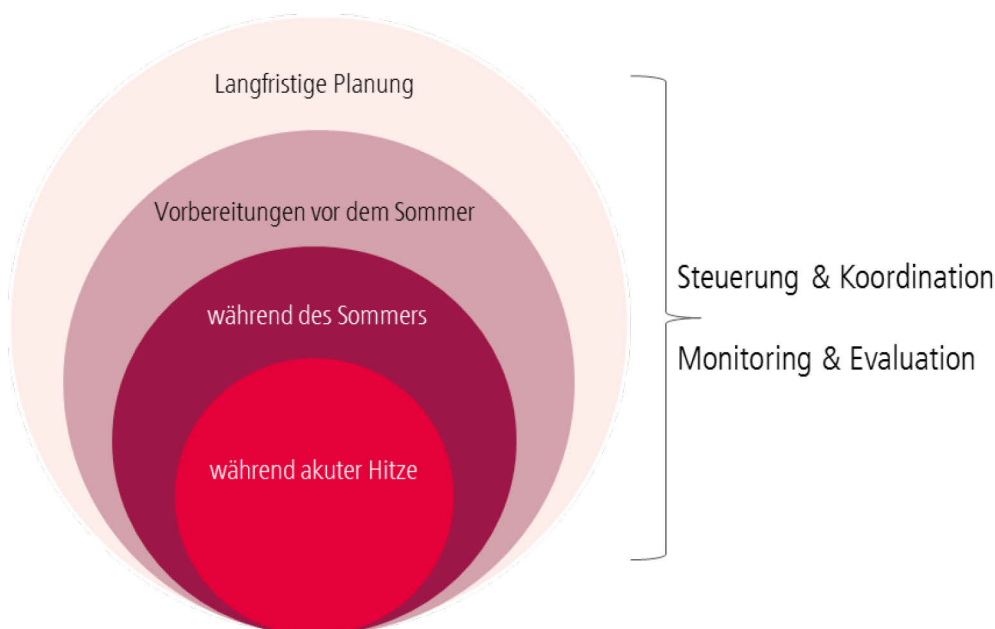 Langfristige Planung
Vorbereitungen vor dem Sommer
während des Sommers
während akuter Hitze
Steuerung & Koordination
Monitoring & Evaluation